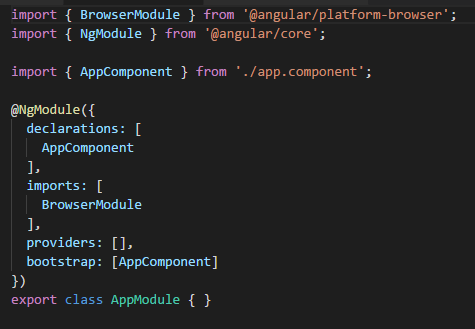 import { BrowserModule } from '@angular/platform-browser';
import { NgModule } from '@angular/core';

import { AppComponent } from './app.component';

@NgModule({
  declarations: [
    AppComponent
  ],
  imports: [
    BrowserModule
  ],
  providers: [],
  bootstrap: [AppComponent]
})
export class AppModule { }